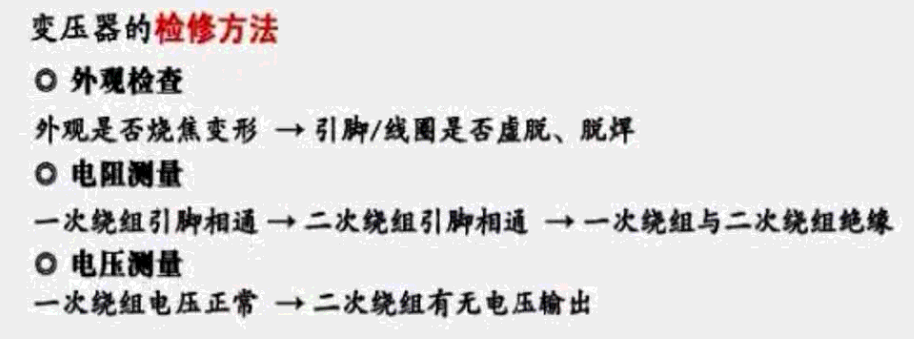 变压器的检修方法
◎ 外观检查
外观是否烧焦变形 → 引脚/线圈是否虚脱、脱焊
◎ 电阻测量
一次绕组引脚相通 → 二次绕组引脚相通 → 一次绕组与二次绕组绝缘
◎ 电压测量
一次绕组电压正常 → 二次绕组有无电压输出